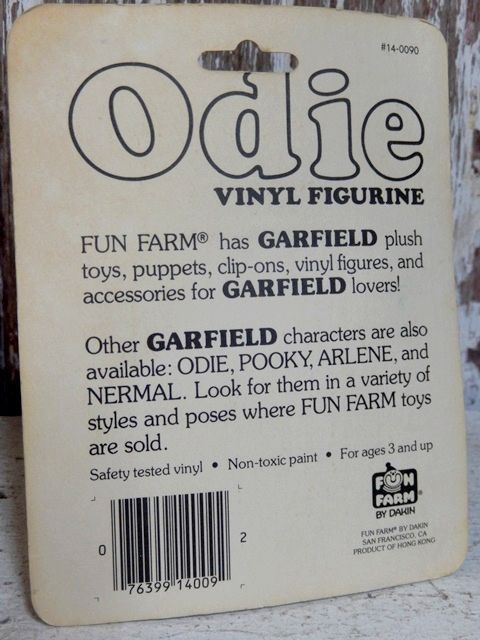 #14-0090
Odie
VINYL FIGURINE
FUN FARM® has GARFIELD plush
toys, puppets, clip-ons, vinyl figures, and
accessories for GARFIELD lovers!
Other GARFIELD characters are also
available: ODIE, POOKY, ARLENE, and
NERMAL. Look for them in a variety of
styles and poses where FUN FARM toys
are sold.
Safety tested vinyl • Non-toxic paint • For ages 3 and up
FUN
FARM®
BY DAKIN
FUN FARM® BY DAKIN
SAN FRANCISCO, CA
PRODUCT OF HONG KONG
0 76399 14009 2